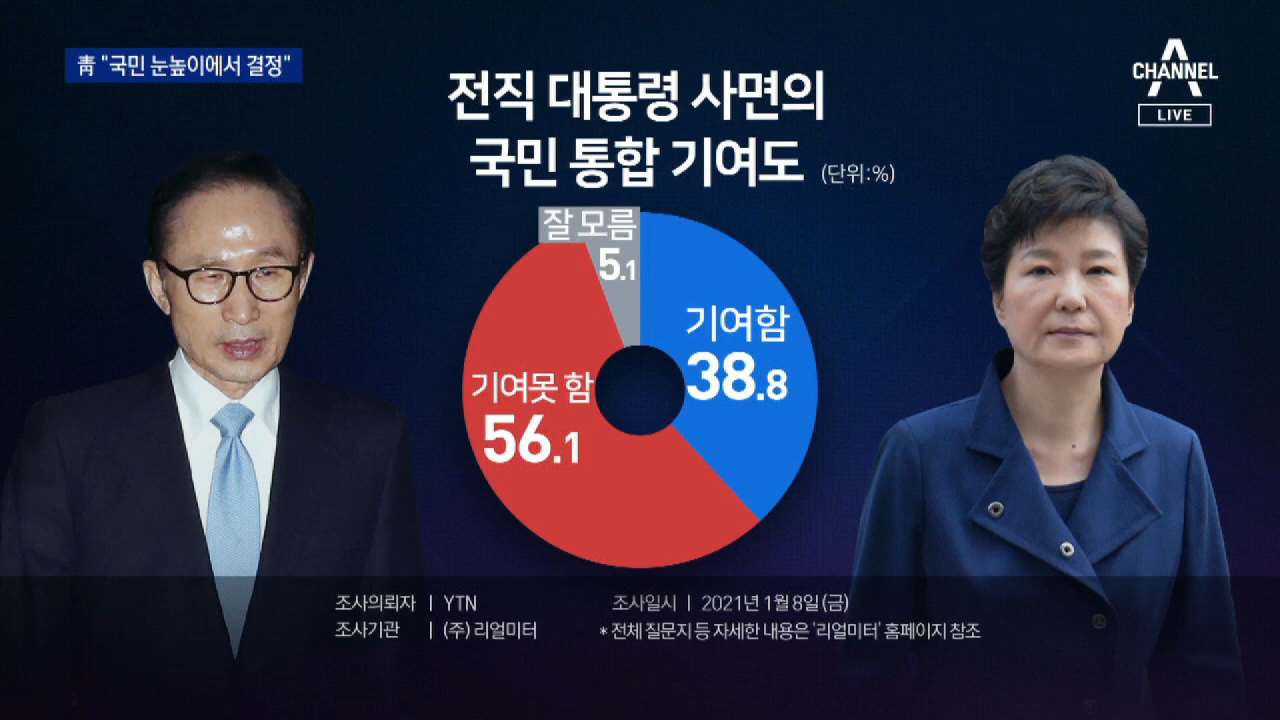 靑 "국민 눈높이에서 결정"
CHANNEL A
LIVE
전직 대통령 사면의
국민 통합 기여도 (단위:%)
잘 모름
5.1
기여함
38.8
기여못 함
56.1
조사의뢰자 | YTN
조사일시 | 2021년 1월 8일(금)
조사기관 | (주) 리얼미터
* 전체 질문지 등 자세한 내용은 '리얼미터' 홈페이지 참조